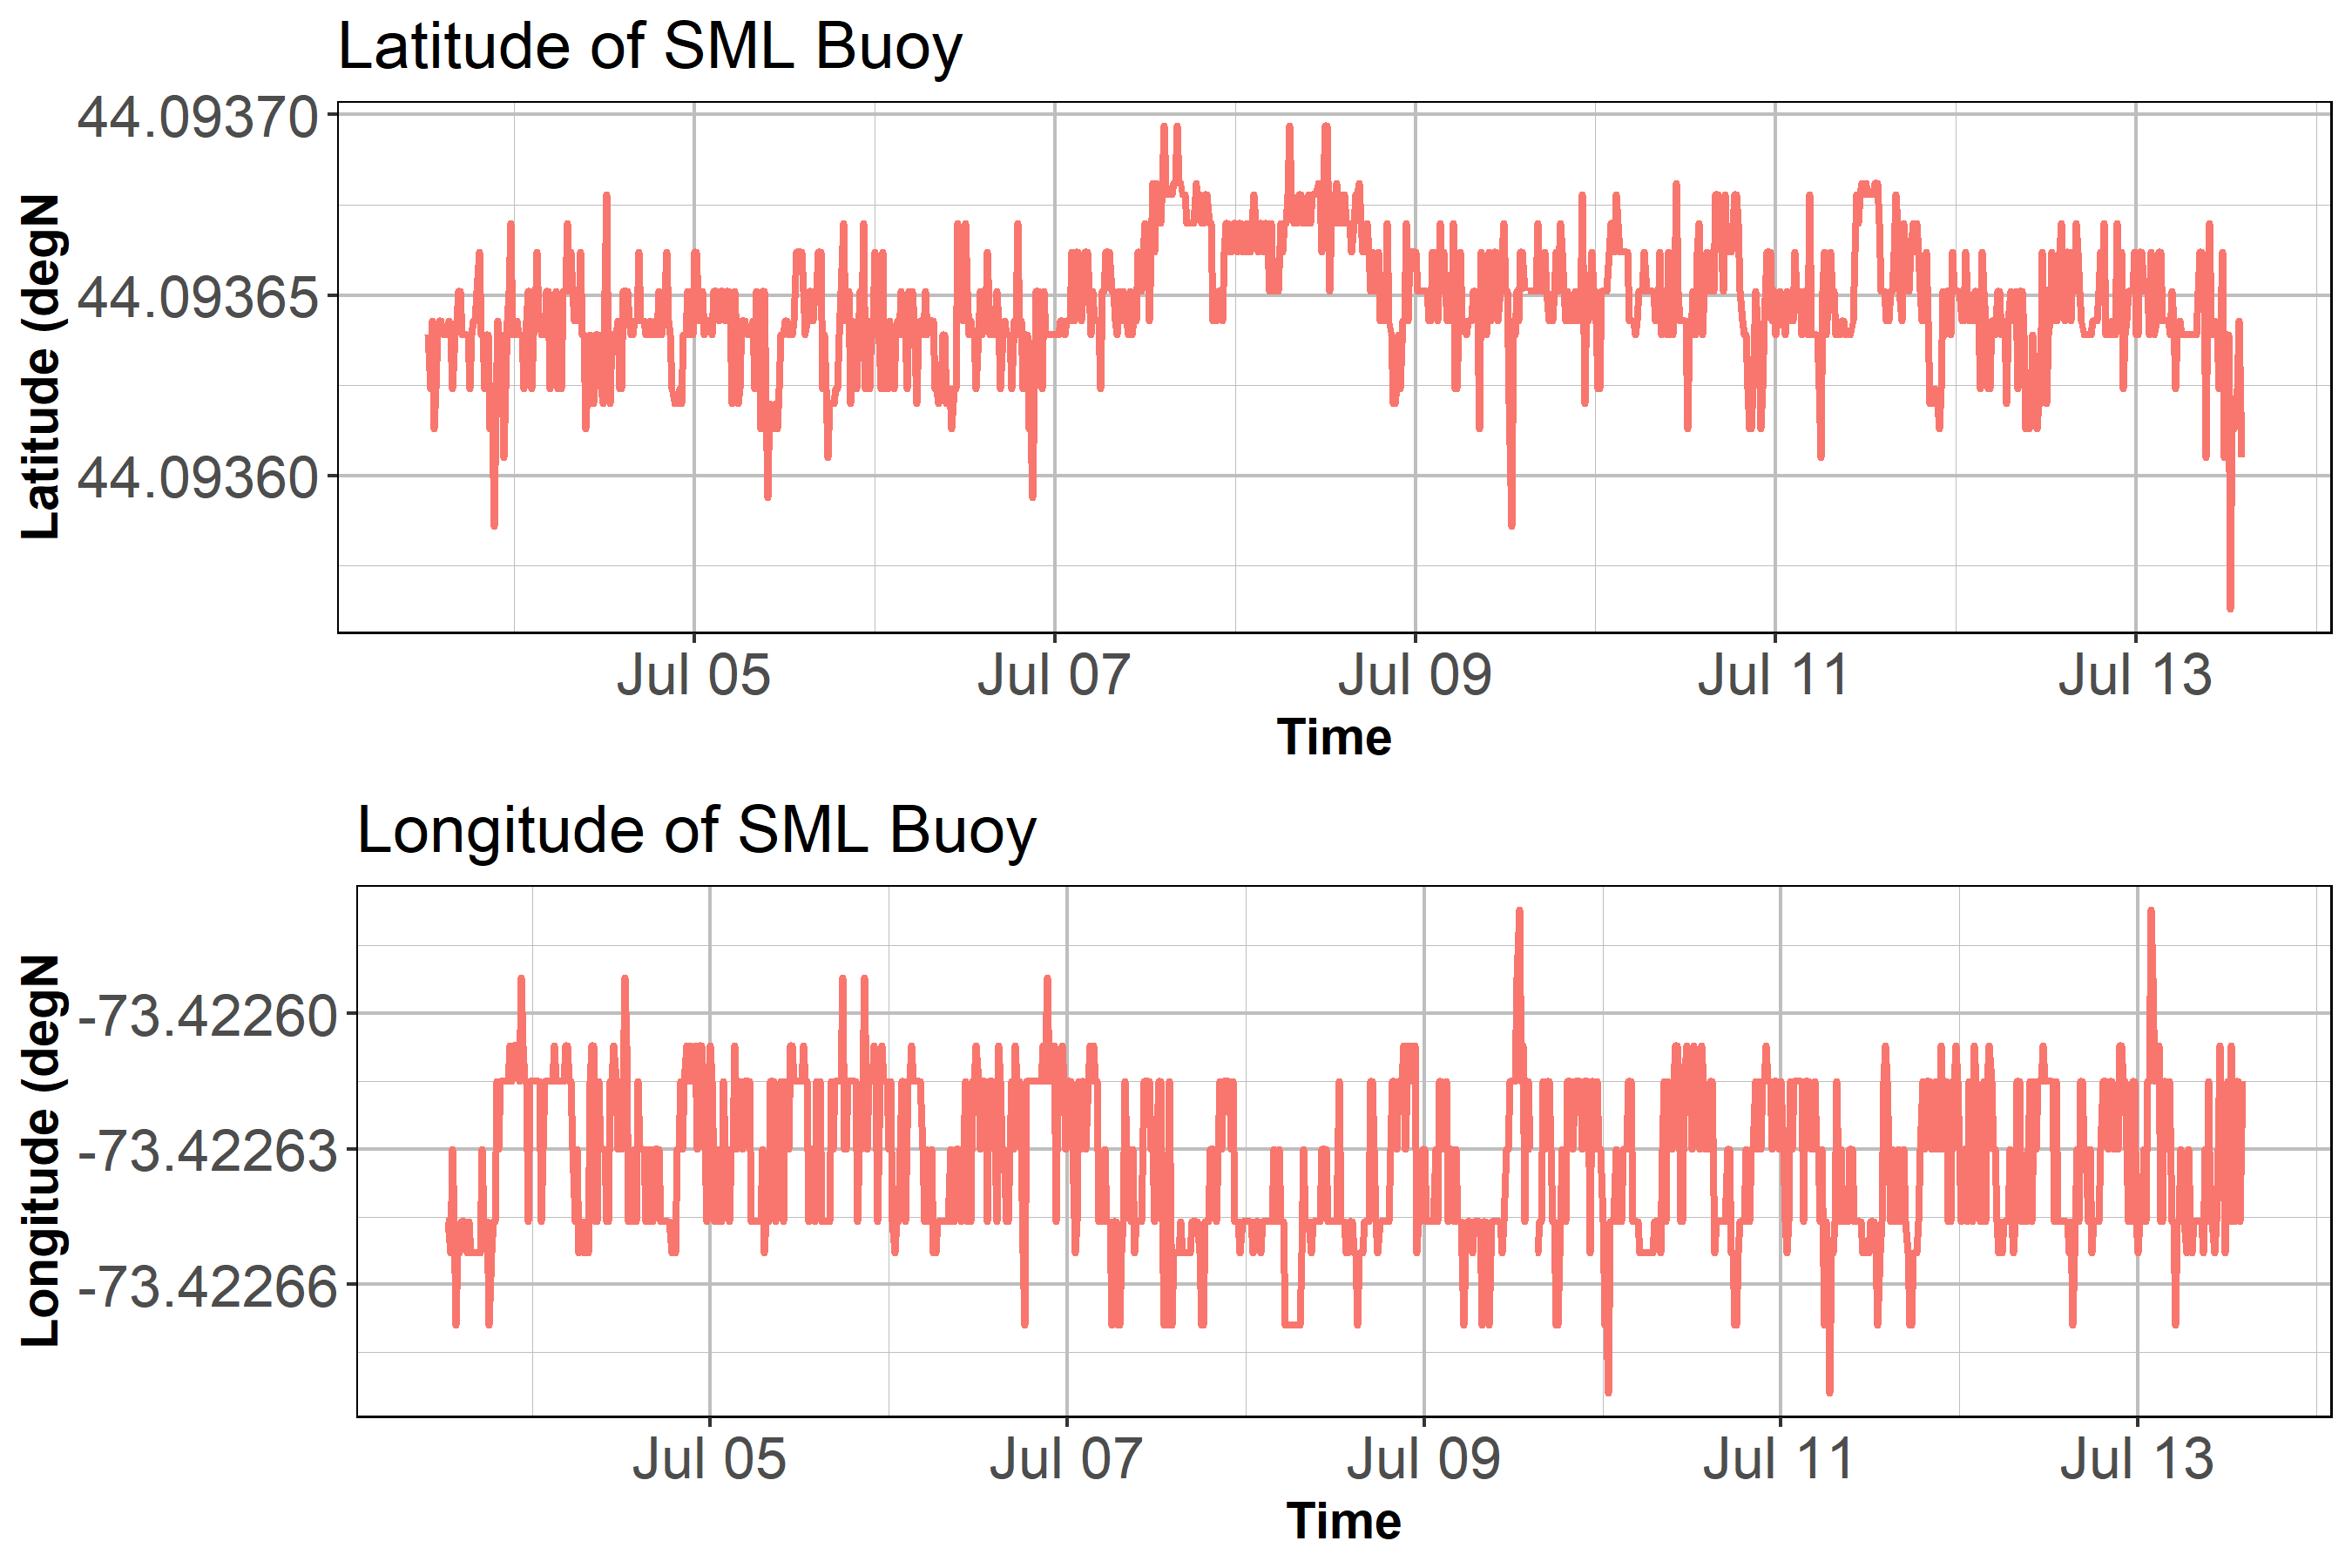 Latitude of SML Buoy
44.09370
44.09365
44.09360
Latitude (degN
Jul 05 Jul 07 Jul 09 Jul 11 Jul 13
Time
Longitude of SML Buoy
-73.42260
-73.42263
-73.42266
Longitude (degN
Jul 05 Jul 07 Jul 09 Jul 11 Jul 13
Time